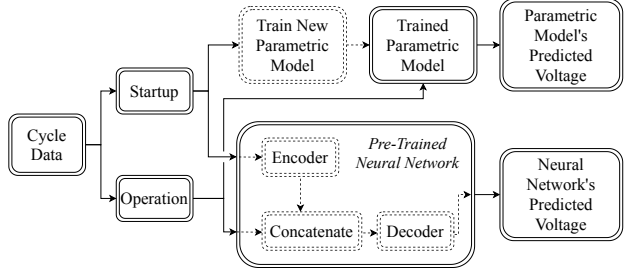 Train New
Parametric
Model
Trained
Parametric
Model
Parametric
Model's
Predicted
Voltage
Startup
Cycle
Data
Operation
Pre-Trained
Neural Network
Encoder
Concatenate
Decoder
Neural
Network's
Predicted
Voltage